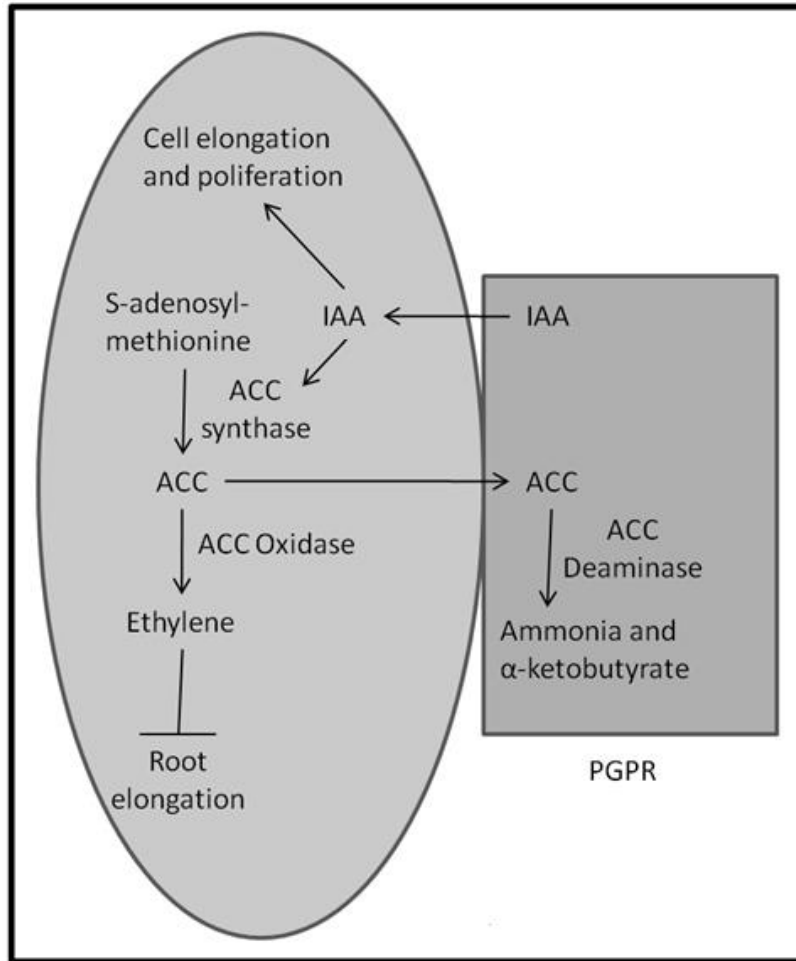 Cell elongation
and poliferation
S-adenosyl-
methionine
IAA
IAA
ACC
synthase
ACC
ACC
ACC Oxidase
ACC
Deaminase
Ethylene
Ammonia and
α-ketobutyrate
Root
elongation
PGPR